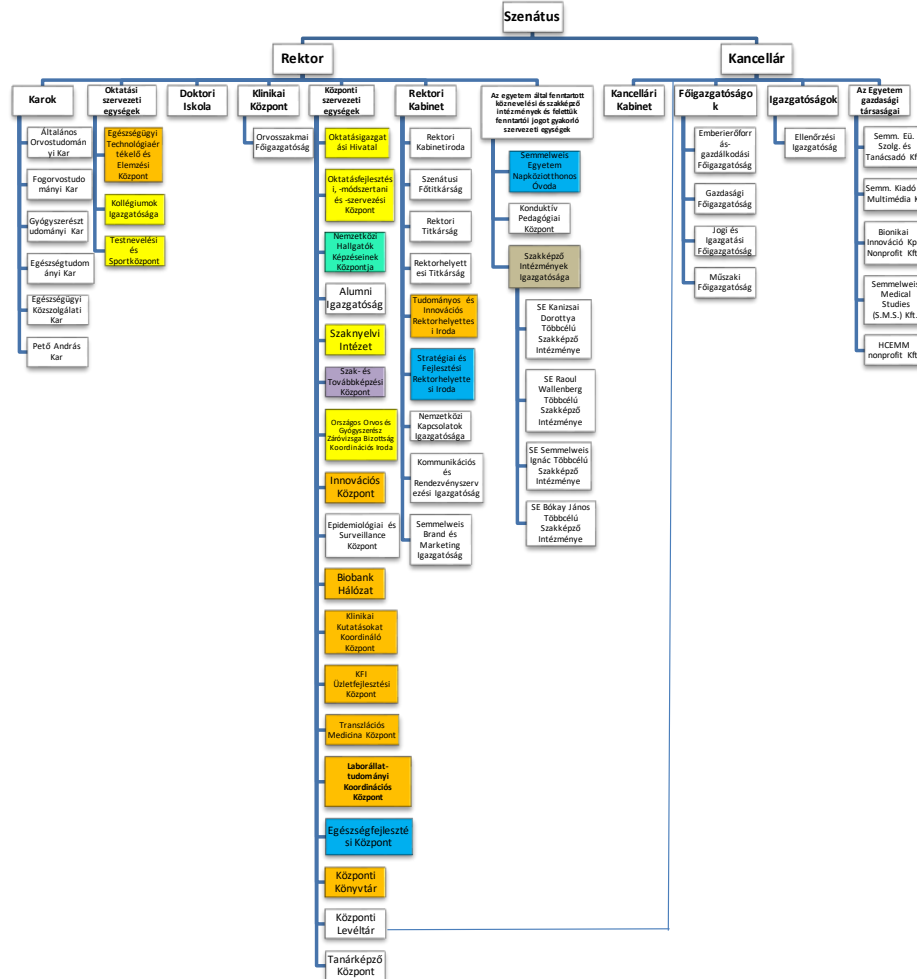 Szenátus
Rektor
Kancellár
Karok
Általános
Orvostudomán
yi Kar
Fogorvostudo
mányi Kar
Gyógyszerészt
udományi Kar
Egészségtudom
ányi Kar
Egészségügyi
Közszolgálati
Kar
Pető András
Kar
Oktatási
szervezeti
egységek
Egészségügyi
Technológiaér
tékelő és
Elemzési
Központ
Kollégiumok
Igazgatósága
Testnevelési
és
Sportközpont
Doktori
Iskola
Klinikai
Központ
Orvosszakmai
Főigazgatóság
Központi
szervezeti
egységek
Oktatásigazgat
ási Hivatal
Oktatásfejlesztés
i, -módszertani
és -szervezési
Központ
Nemzetközi
Hallgatók
Képzéseinek
Központja
Alumni
Igazgatóság
Szaknyelvi
Intézet
Szak- és
Továbbképzési
Központ
Országos Orvos és
Gyógyszerész
Záróvizsga Bizottság
Koordinációs Iroda
Innovációs
Központ
Epidemiológiai és
Surveillance
Központ
Biobank
Hálózat
Klinikai
Kutatásokat
Koordináló
Központ
KFI
Üzletfejlesztési
Központ
Transzlációs
Medicina Központ
Laborállat-
tudományi
Koordinációs
Központ
Egészségfejleszté
si Központ
Központi
Könyvtár
Központi
Levéltár
Tanárképző
Központ
Rektori
Kabinet
Rektori
Kabinetiroda
Szenátusi
Főtitkárság
Rektori
Titkárság
Rektorhelyett
esi Titkárság
Tudományos és
Innovációs
Rektorhelyettes
i Iroda
Stratégiai és
Fejlesztési
Rektorhelyette
si Iroda
Nemzetközi
Kapcsolatok
Igazgatósága
Kommunikációs
és
Rendezvényszerv
ezési Igazgatóság
Semmelweis
Brand és
Marketing
Igazgatóság
Az egyetem által fenntartott
köznevelési és szakképző
intézmények és felettük
fenntartói jogot gyakorló
szervezeti egységek
Semmelweis
Egyetem
Napköziotthonos
Óvoda
Konduktív
Pedagógiai
Központ
Szakképző
Intézmények
Igazgatósága
SE Kanizsai
Dorottya
Többcélú
Szakképző
Intézménye
SE Raoul
Wallenberg
Többcélú
Szakképző
Intézménye
SE Semmelweis
Ignác Többcélú
Szakképző
Intézménye
SE Bókay János
Többcélú
Szakképző
Intézménye
Kancellári
Kabinet
Főigazgatóságo
k
Emberierőforr
ás-
gazdálkodási
Főigazgatóság
Gazdasági
Főigazgatóság
Jogi és
Igazgatási
Főigazgatóság
Műszaki
Főigazgatóság
Igazgatóságok
Ellenőrzési
Igazgatóság
Az Egyetem
gazdasági
társaságai
Semm. Eü.
Szolg. és
Tanácsadó Kf
Semm. Kiadó
Multimédia K
Bionikai
Innováció Kp
Nonprofit Kft
Semmelweis
Medical
Studies
(S.M.S.) Kft.
HCEMM
nonprofit Kft